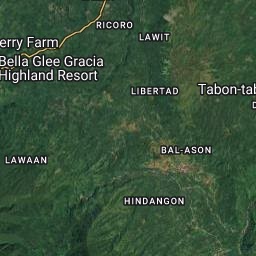 RICORO
LAWIT
erry Farm
Bella Glee Gracia
Highland Resort
LIBERTAD
Tabon-tab
BAL-ASON
LAWAAN
HINDANGON